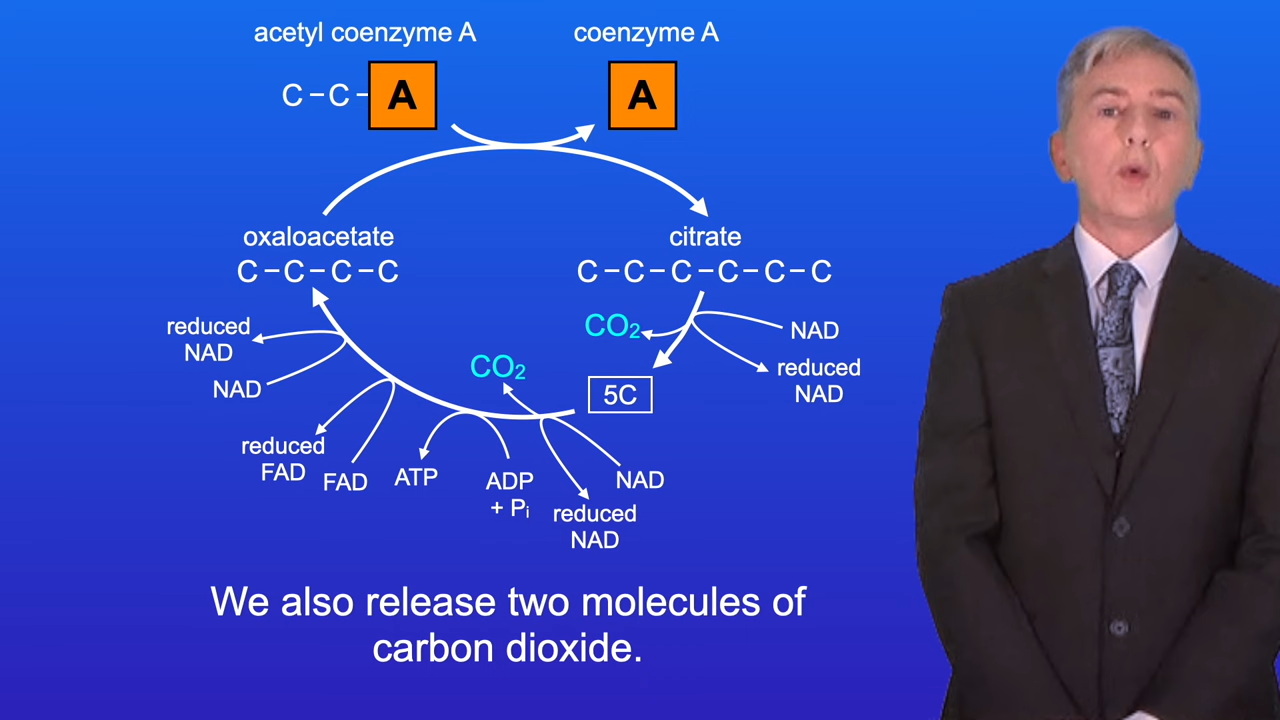 acetyl coenzyme A
coenzyme A
C–C–A
A
oxaloacetate
citrate
C–C–C–C
C–C–C–C–C–C
reduced
NAD
NAD
CO₂
NAD
reduced
NAD
CO₂
5C
reduced
FAD
FAD
ATP
ADP
+ Pᵢ
NAD
reduced
NAD
We also release two molecules of
carbon dioxide.